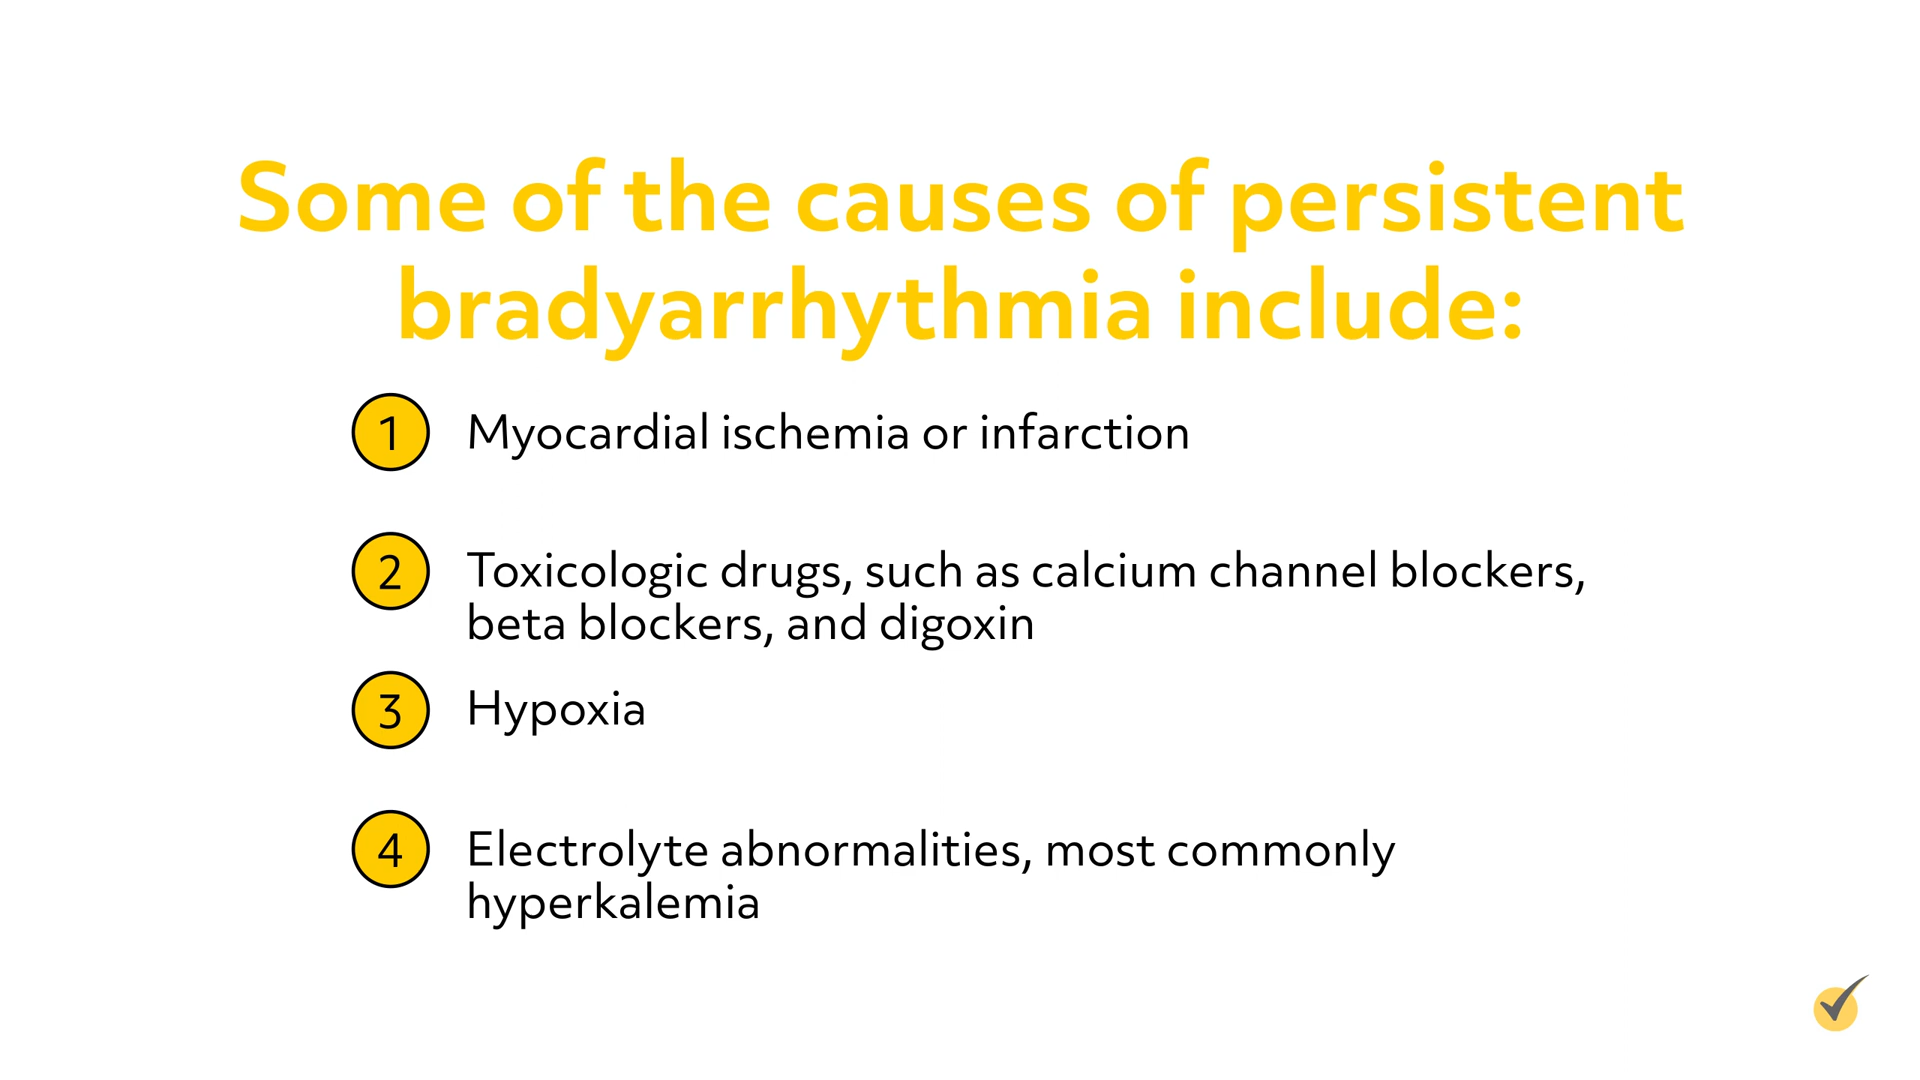 Some of the causes of persistent
bradyarrhythmia include:
1 Myocardial ischemia or infarction
2 Toxicologic drugs, such as calcium channel blockers,
beta blockers, and digoxin
3 Hypoxia
4 Electrolyte abnormalities, most commonly
hyperkalemia